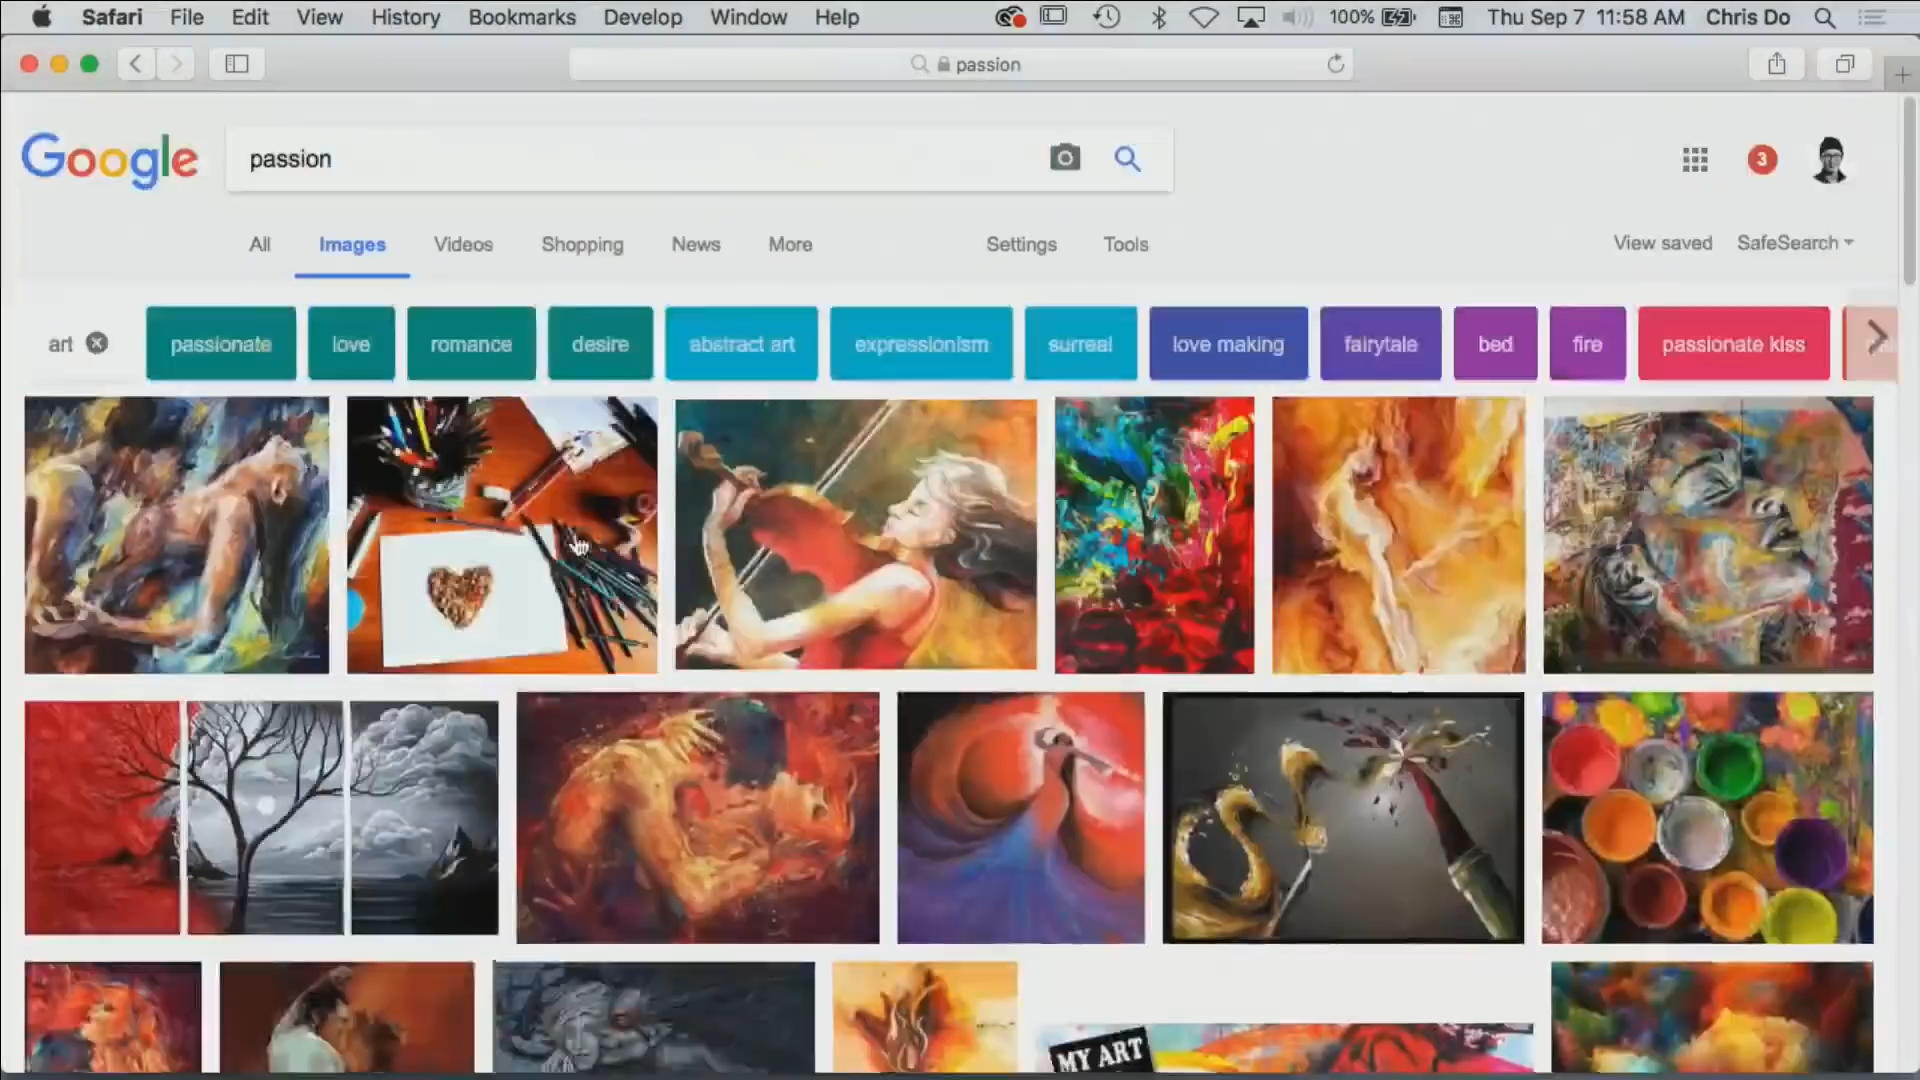 Safari File Edit View History Bookmarks Develop Window Help 100% Thu Sep 7 11:58 AM Chris Do
passion
Google passion 3
All Images Videos Shopping News More Settings Tools View saved SafeSearch
art passionate love romance desire abstract art expressionism surreal love making fairytale bed fire passionate kiss
MY ART